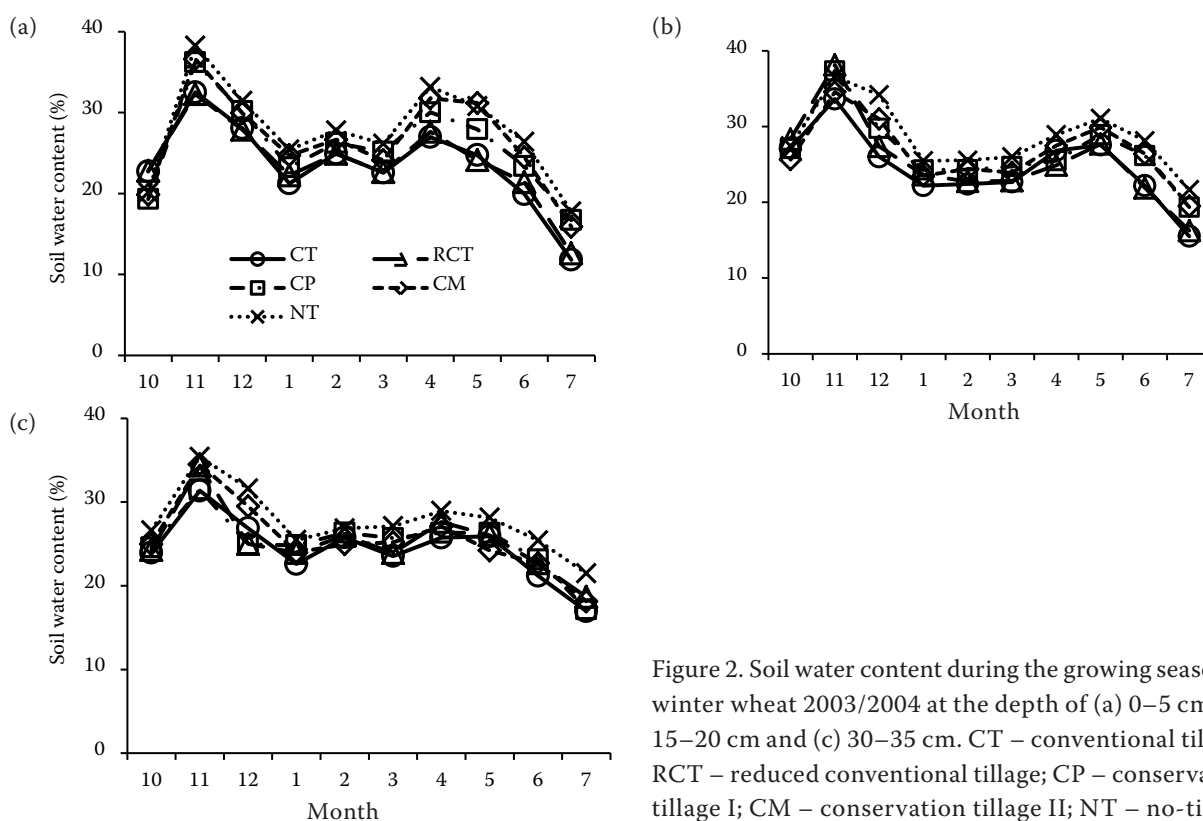 (a)
40
30
20
10
0
Soil water content (%)
CT
RCT
CP
CM
NT
10 11 12 1 2 3 4 5 6 7
(b)
40
30
20
10
0
10 11 12 1 2 3 4 5 6 7
Month
(c)
40
30
20
10
0
Soil water content (%)
10 11 12 1 2 3 4 5 6 7
Month
Figure 2. Soil water content during the growing
winter wheat 2003/2004 at the depth of (a) 0–5 cm
15–20 cm and (c) 30–35 cm. CT – conventional
RCT – reduced conventional tillage; CP –
tillage I; CM – conservation tillage II; NT –